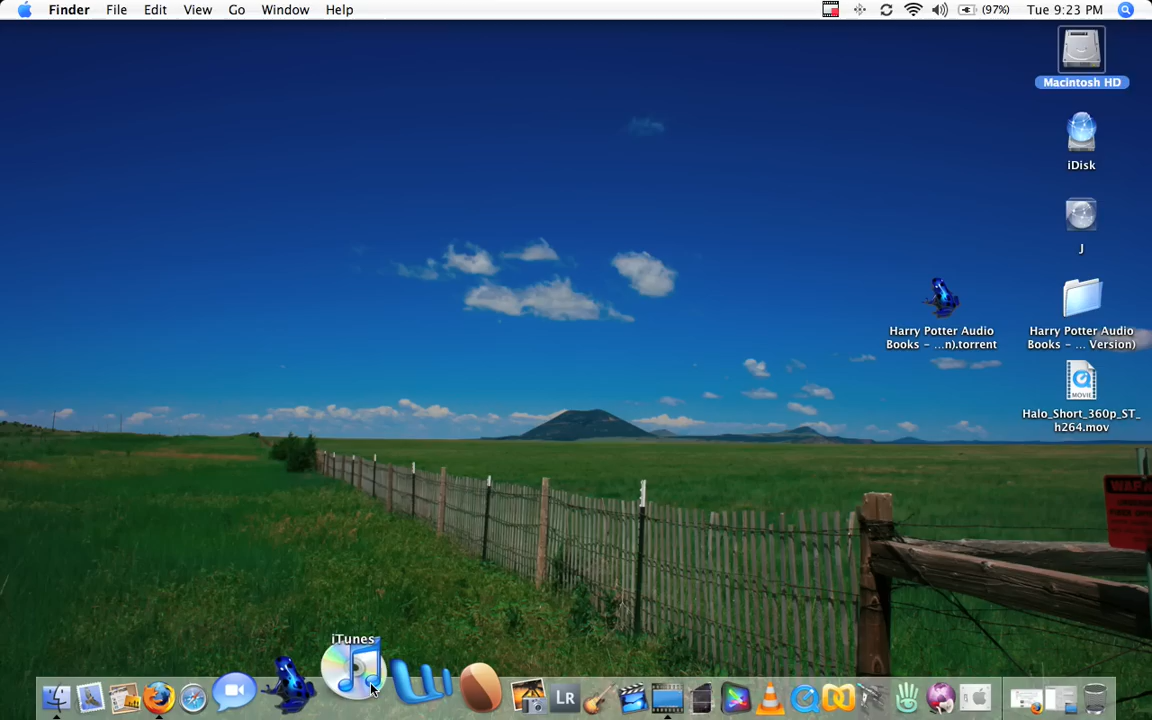 Finder File Edit View Go Window Help
(97%) Tue 9:23 PM
Macintosh HD
iDisk
J
Harry Potter Audio
Books - ...n).torrent
Harry Potter Audio
Books - ... Version)
MOVIE
Halo_Short_360p_ST_
h264.mov
iTunes
LR